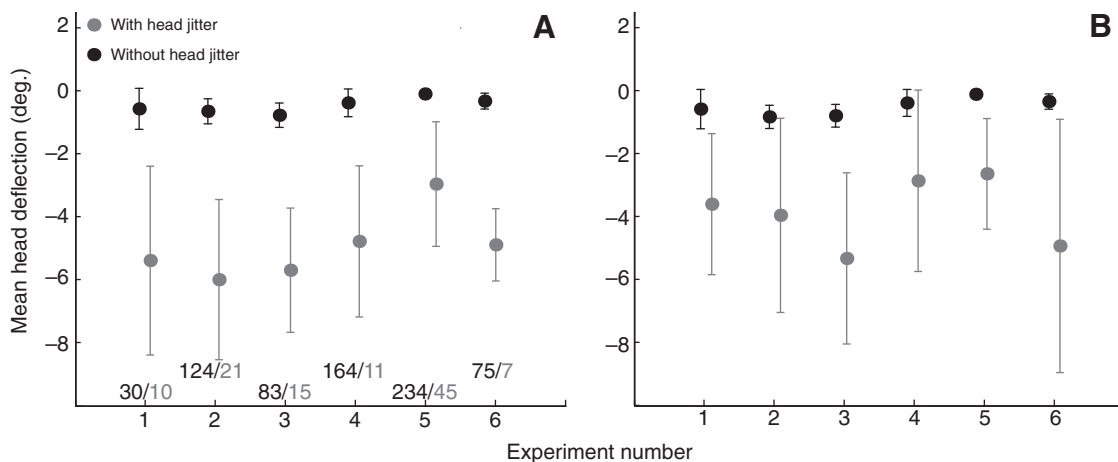 With head jitter
Without head jitter
A
B
Mean head deflection (deg.)
2
0
–2
–4
–6
–8
30/10
124/21
83/15
164/11
234/45
75/7
1 2 3 4 5 6
2
0
–2
–4
–6
–8
1 2 3 4 5 6
Experiment number